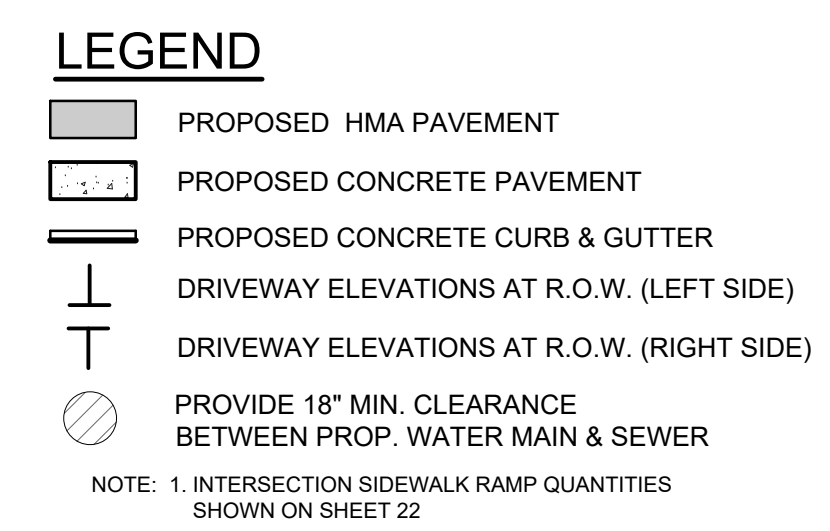 LEGEND
PROPOSED HMA PAVEMENT
PROPOSED CONCRETE PAVEMENT
PROPOSED CONCRETE CURB & GUTTER
DRIVEWAY ELEVATIONS AT R.O.W. (LEFT SIDE)
DRIVEWAY ELEVATIONS AT R.O.W. (RIGHT SIDE)
PROVIDE 18" MIN. CLEARANCE
BETWEEN PROP. WATER MAIN & SEWER
NOTE: 1. INTERSECTION SIDEWALK RAMP QUANTITIES
SHOWN ON SHEET 22